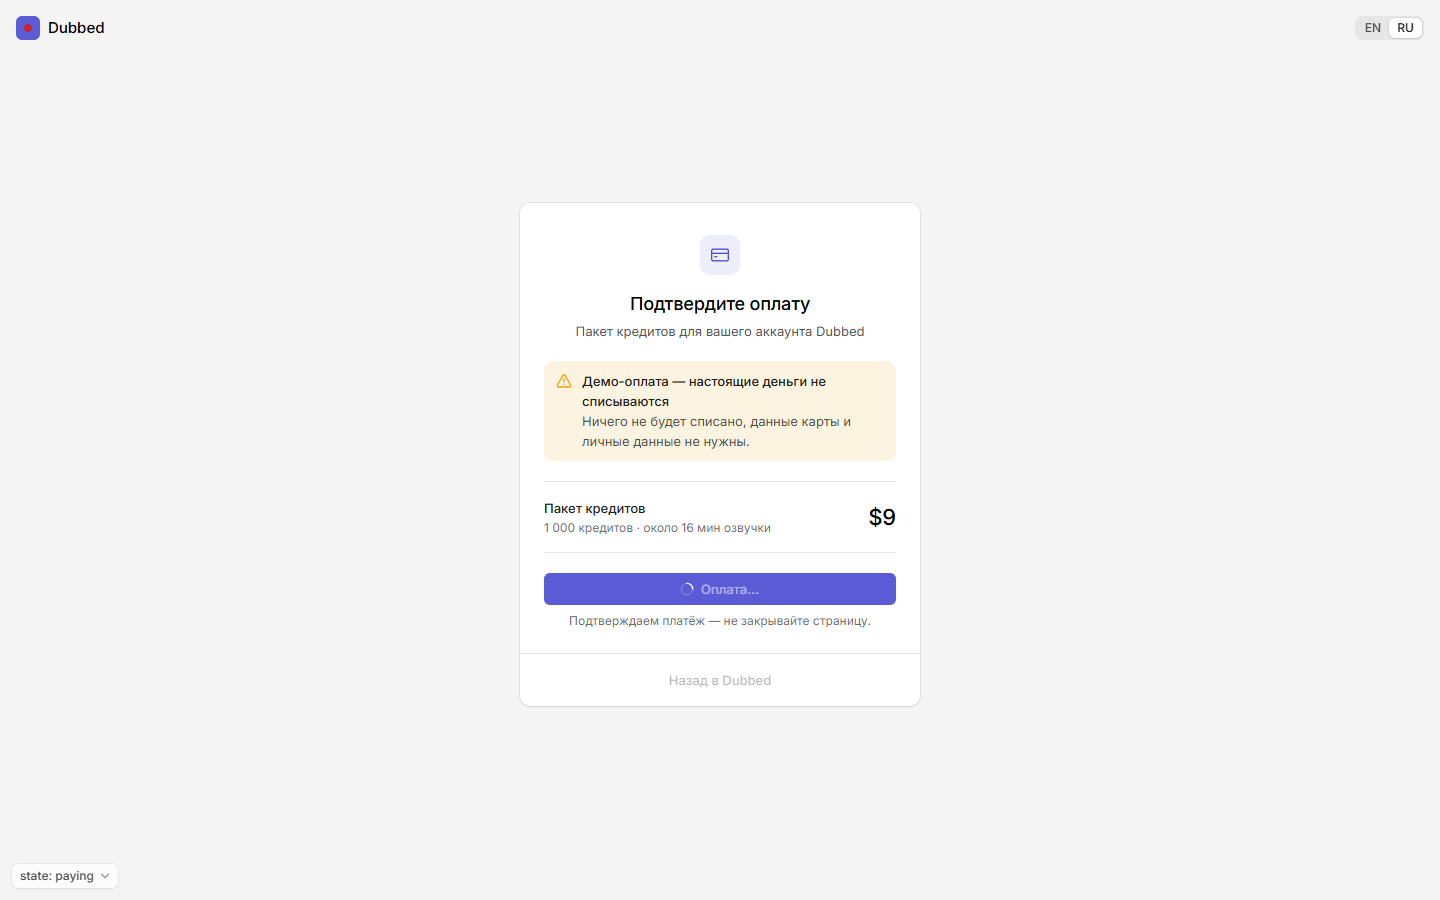 Dubbed
EN RU
Подтвердите оплату
Пакет кредитов для вашего аккаунта Dubbed
Демо-оплата — настоящие деньги не
списываются
Ничего не будет списано, данные карты и
личные данные не нужны.
Пакет кредитов
1 000 кредитов · около 16 мин озвучки
$9
Оплата...
Подтверждаем платёж — не закрывайте страницу.
Назад в Dubbed
state: paying